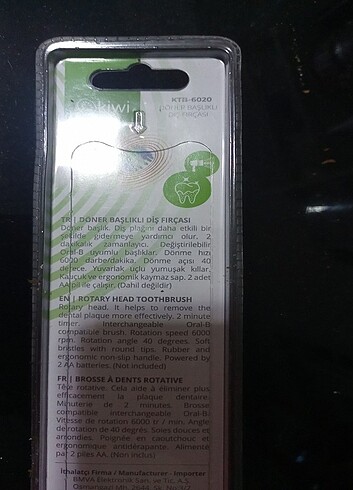 kiwi
KTB-6020
DÖNER BAŞLIKLI
DİŞ FIRÇASI
TR | DÖNER BAŞLIKLI DİŞ FIRÇASI
Döner başlık. Diş plağını daha etkili bir
şekilde gidermeye yardımcı olur. 2
dakikalık zamanlayıcı. Değiştirilebilir
Oral-B uyumlu başlıklar. Dönme hızı
6000 darbe/dakika. Dönme açısı 40
derece. Yuvarlak uçlu yumuşak kıllar.
Kauçuk ve ergonomik kaymaz sap. 2 adet
AA pil ile çalışır. (Dahil değildir)
EN | ROTARY HEAD TOOTHBRUSH
Rotary head. It helps to remove the
dental plaque more effectively. 2 minute
timer. Interchangeable Oral-B
compatible brush. Rotation speed 6000
rpm. Rotation angle 40 degrees. Soft
bristles with round tips. Rubber and
ergonomic non-slip handle. Powered by
2 AA batteries. (Not included)
FR | BROSSE À DENTS ROTATIVE
Tête rotative. Cela aide à éliminer plus
efficacement la plaque dentaire.
Minuterie de 2 minutes. Brosse
compatible interchangeable Oral-B.
Vitesse de rotation 6000 tr / min. Angle
de rotation de 40 degrés. Soies douces et
arrondies. Poignée en caoutchouc et
ergonomique antidérapante. Alimenté
par 2 piles AA. (Non inclus)
İthalatçı Firma / Manufacturer - Importer
BMVA Elektronik San. ve Tic. A.Ş.